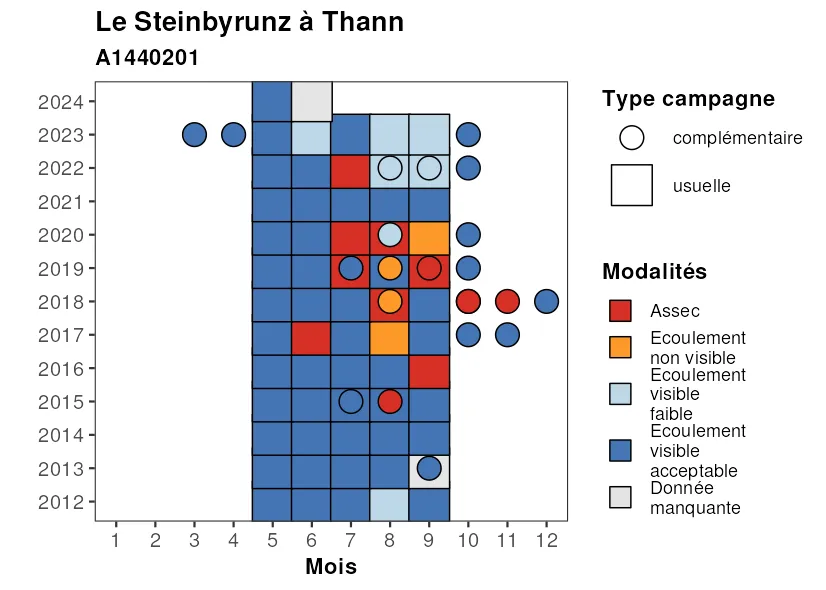 Le Steinbyrunz à Thann
A1440201
2024
2023
2022
2021
2020
2019
2018
2017
2016
2015
2014
2013
2012
1 2 3 4 5 6 7 8 9 10 11 12
Mois
Type campagne
complémentaire
usuelle
Modalités
Assec
Ecoulement
non visible
Ecoulement
visible
faible
Ecoulement
visible
acceptable
Donnée
manquante